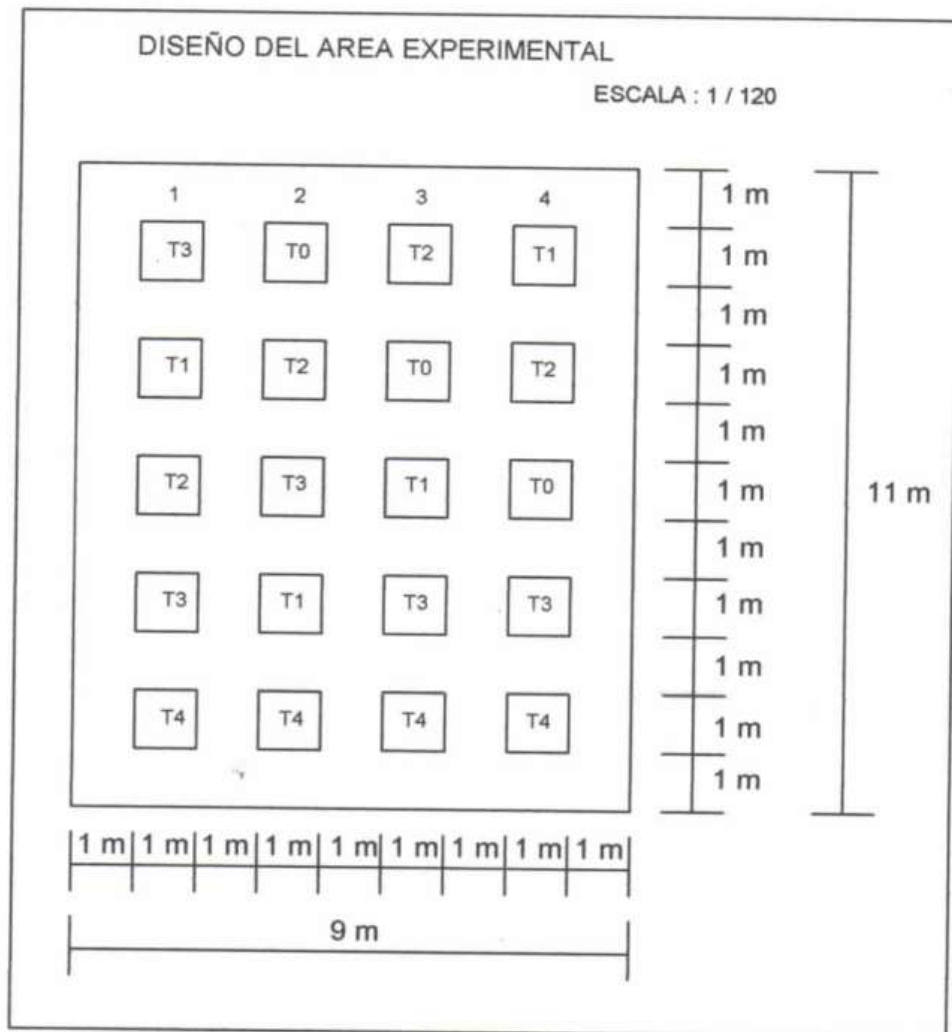 DISEÑO DEL AREA EXPERIMENTAL
ESCALA : 1 / 120
1 2 3 4
T3 T0 T2 T1
T1 T2 T0 T2
T2 T3 T1 T0
T3 T1 T3 T3
T4 T4 T4 T4
1 m
1 m
1 m
1 m
1 m
1 m
1 m
1 m
1 m
1 m
1 m
11 m
1 m 1 m 1 m 1 m 1 m 1 m 1 m 1 m 1 m
9 m